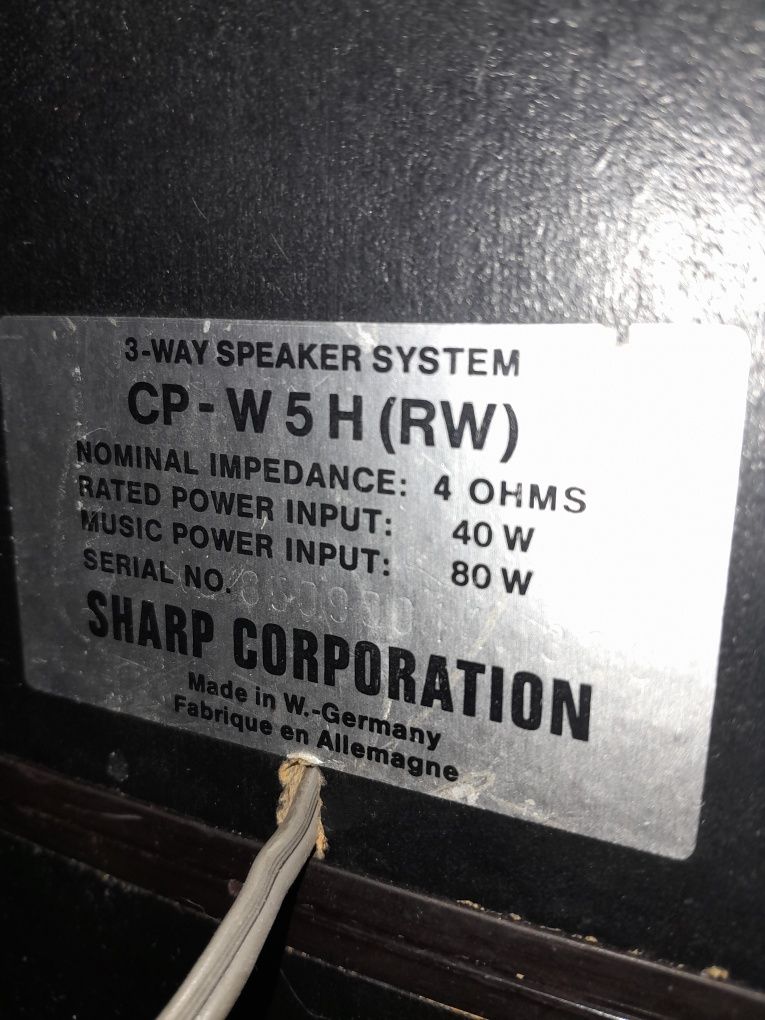 3-WAY SPEAKER SYSTEM
CP - W 5 H (RW)
NOMINAL IMPEDANCE: 4 OHMS
RATED POWER INPUT: 40 W
MUSIC POWER INPUT: 80 W
SERIAL NO.
SHARP CORPORATION
Made in W.-Germany
Fabrique en Allemagne